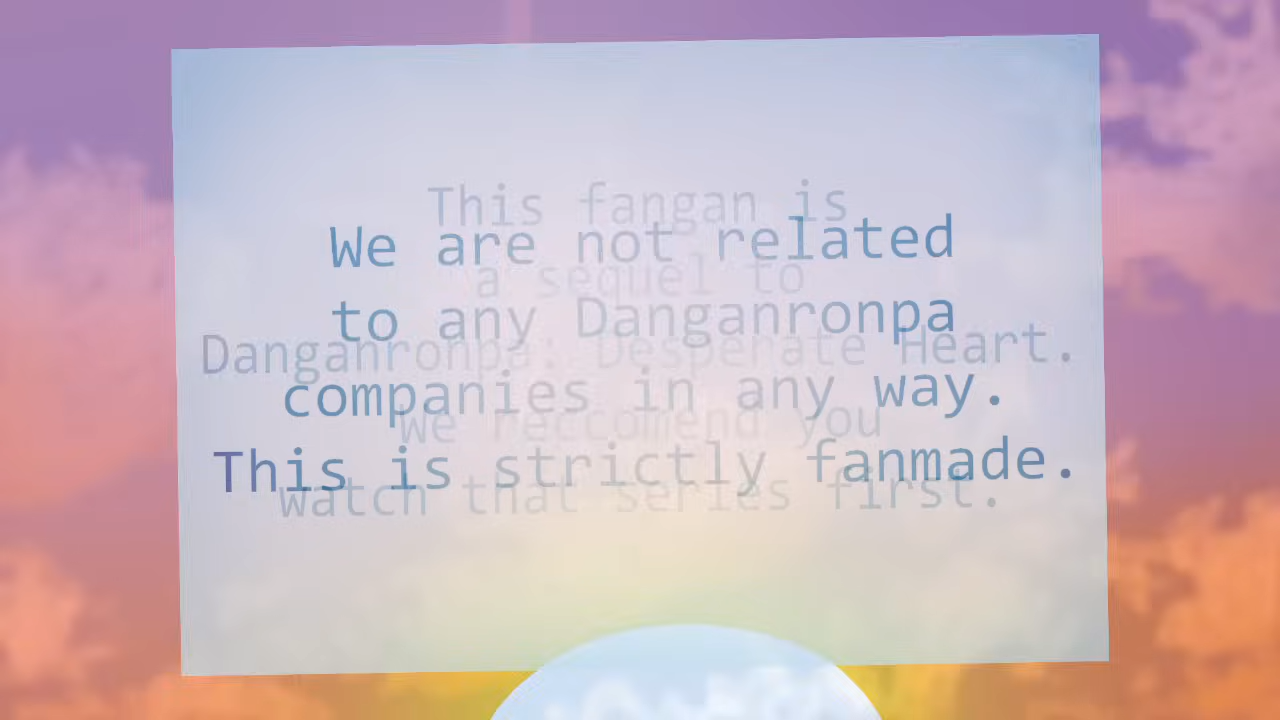 This fangan is
We are not related
a sequel to
to any Danganronpa
Danganronpa: Desperate Heart.
companies in any way.
We reccomend you
This is strictly fanmade.
watch that series first.